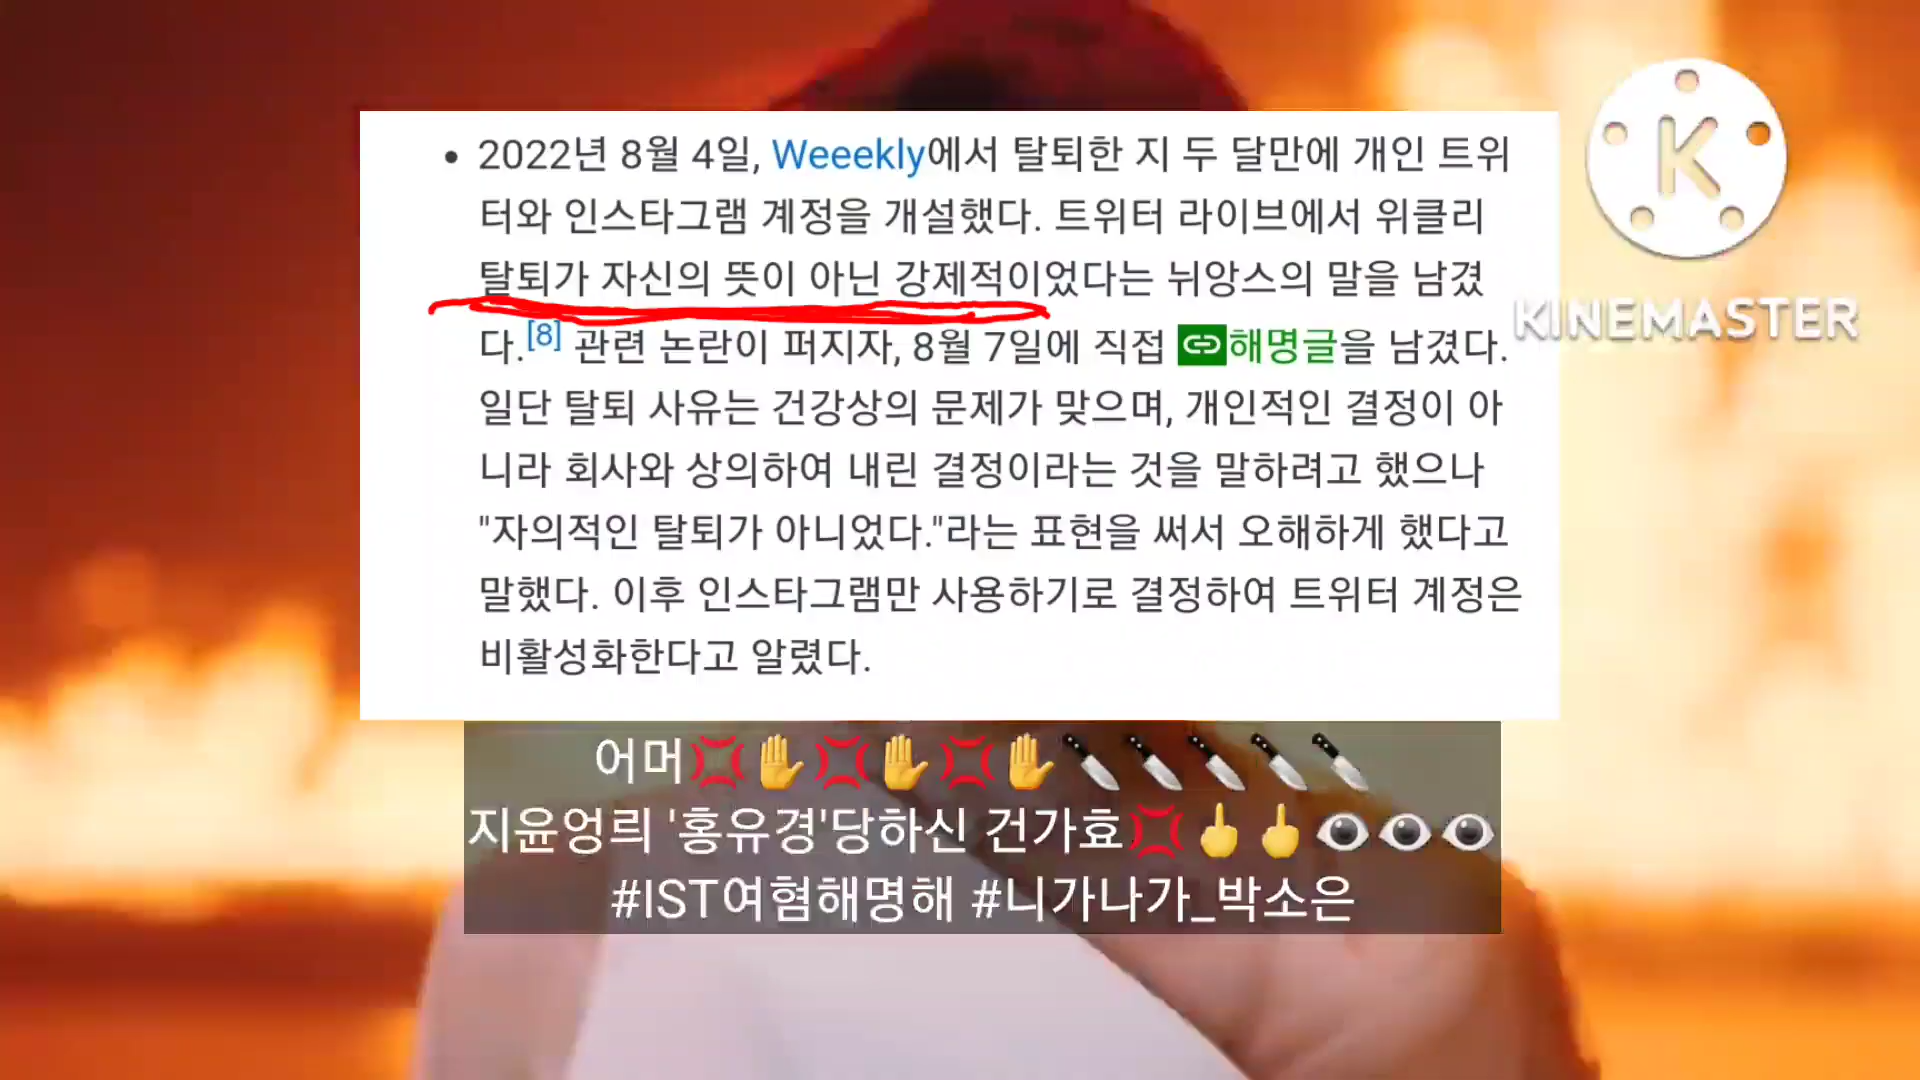 • 2022년 8월 4일, Weeekly에서 탈퇴한 지 두 달만에 개인 트위
터와 인스타그램 계정을 개설했다. 트위터 라이브에서 위클리
탈퇴가 자신의 뜻이 아닌 강제적이었다는 뉘앙스의 말을 남겼
다.[8] 관련 논란이 퍼지자, 8월 7일에 직접 해명글을 남겼다.
일단 탈퇴 사유는 건강상의 문제가 맞으며, 개인적인 결정이 아
니라 회사와 상의하여 내린 결정이라는 것을 말하려고 했으나
"자의적인 탈퇴가 아니었다."라는 표현을 써서 오해하게 했다고
말했다. 이후 인스타그램만 사용하기로 결정하여 트위터 계정은
비활성화한다고 알렸다.
K
KINEMASTER
어머💢✋💢✋💢✋🔪🔪🔪🔪🔪
지윤엉릐 '홍유경'당하신 건가효💢🖕🖕👁👁👁
#IST여혐해명해 #니가나가_박소은